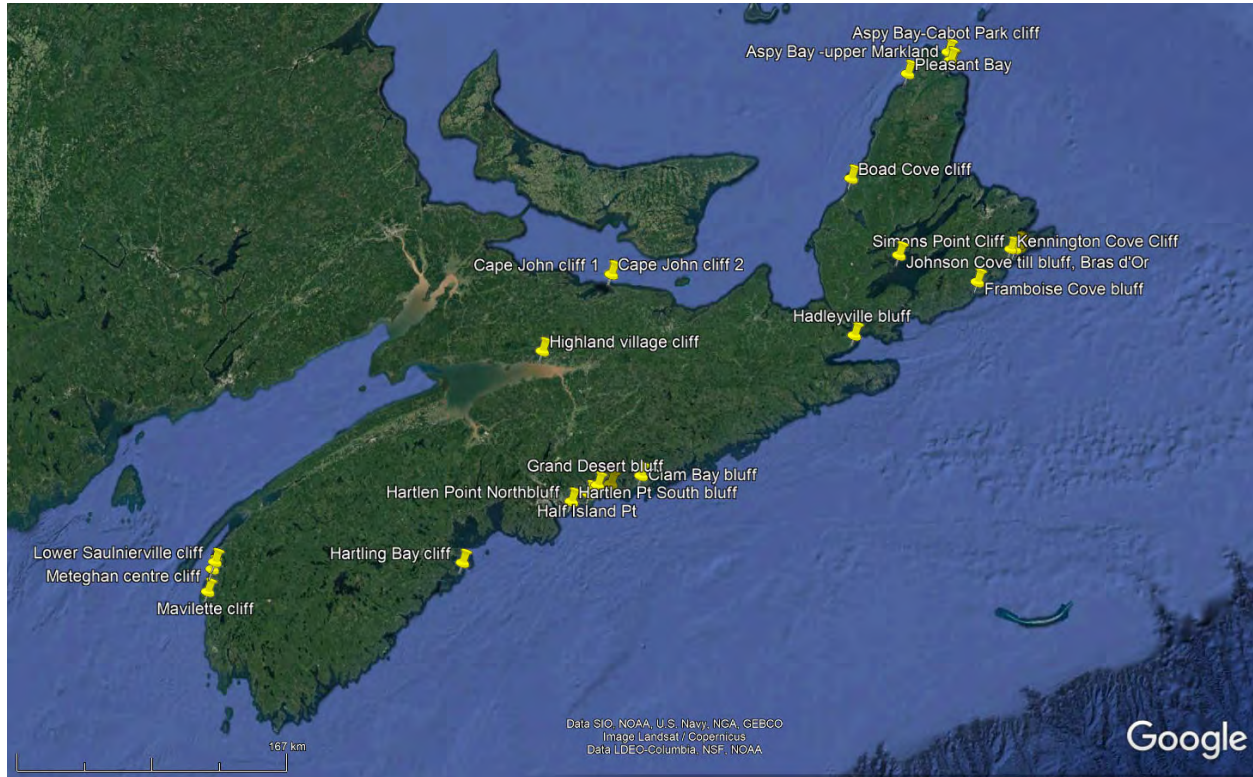 Aspy Bay-Cabot Park cliff
Aspy Bay -upper Markland
Pleasant Bay
Boad Cove cliff
Simons Point Cliff
Kennington Cove Cliff
Johnson Cove till bluff, Bras d'Or
Cape John cliff 1
Cape John cliff 2
Framboise Cove bluff
Hadleyville bluff
Highland village cliff
Grand Desert bluff
Clam Bay bluff
Hartlen Point Northbluff
Hartlen Pt South bluff
Half Island Pt
Lower Saulnierville cliff
Hartling Bay cliff
Meteghan centre cliff
Mavilette cliff
Data SIO, NOAA, U.S. Navy, NGA, GEBCO
Image Landsat / Copernicus
Data LDEO-Columbia, NSF, NOAA
Google
167 km